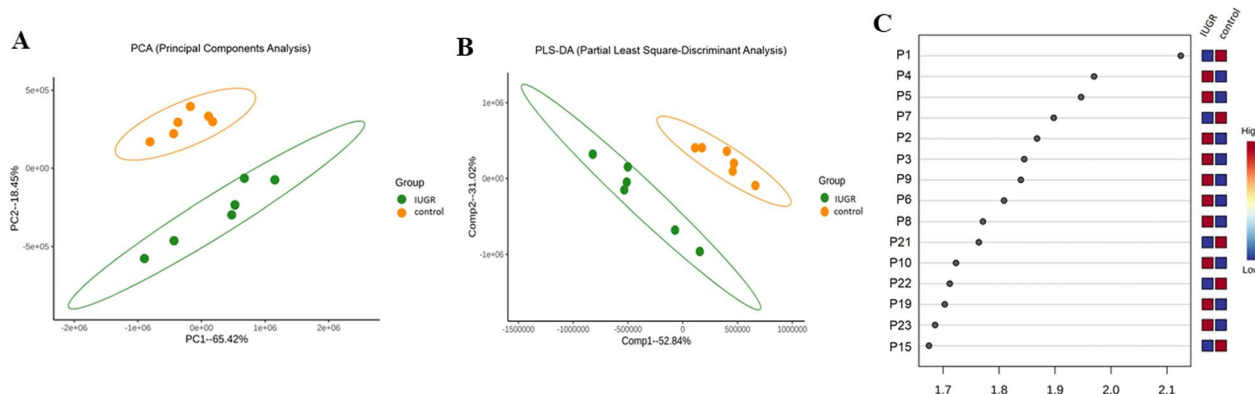 A
PCA (Principal Components Analysis)
5e+05
0e+00
-5e+05
PC2--18.45%
-2e+06 -1e+06 0e+00 1e+06 2e+06
PC1--65.42%
Group
IUGR
control
B
PLS-DA (Partial Least Square-Discriminant Analysis)
1e+06
0e+00
-1e+06
Comp2--31.02%
-1500000 -1000000 -500000 0 500000 1000000
Comp1--52.84%
Group
IUGR
control
C
IUGR control
P1
P4
P5
P7
P2
P3
P9
P6
P8
P21
P10
P22
P19
P23
P15
1.7 1.8 1.9 2.0 2.1